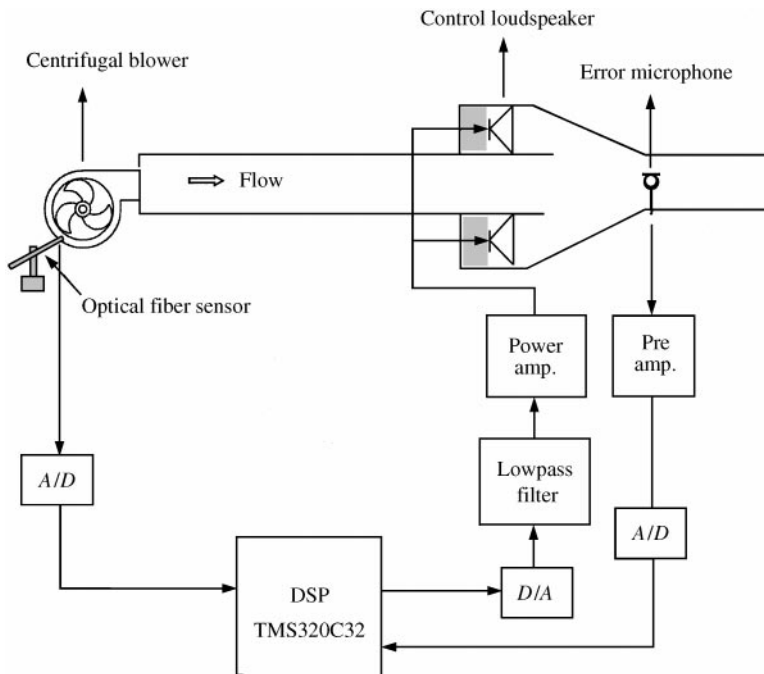 Control loudspeaker
Centrifugal blower
Error microphone
Flow
Optical fiber sensor
Power
amp.
Pre
amp.
A/D
Lowpass
filter
A/D
DSP
TMS320C32
D/A